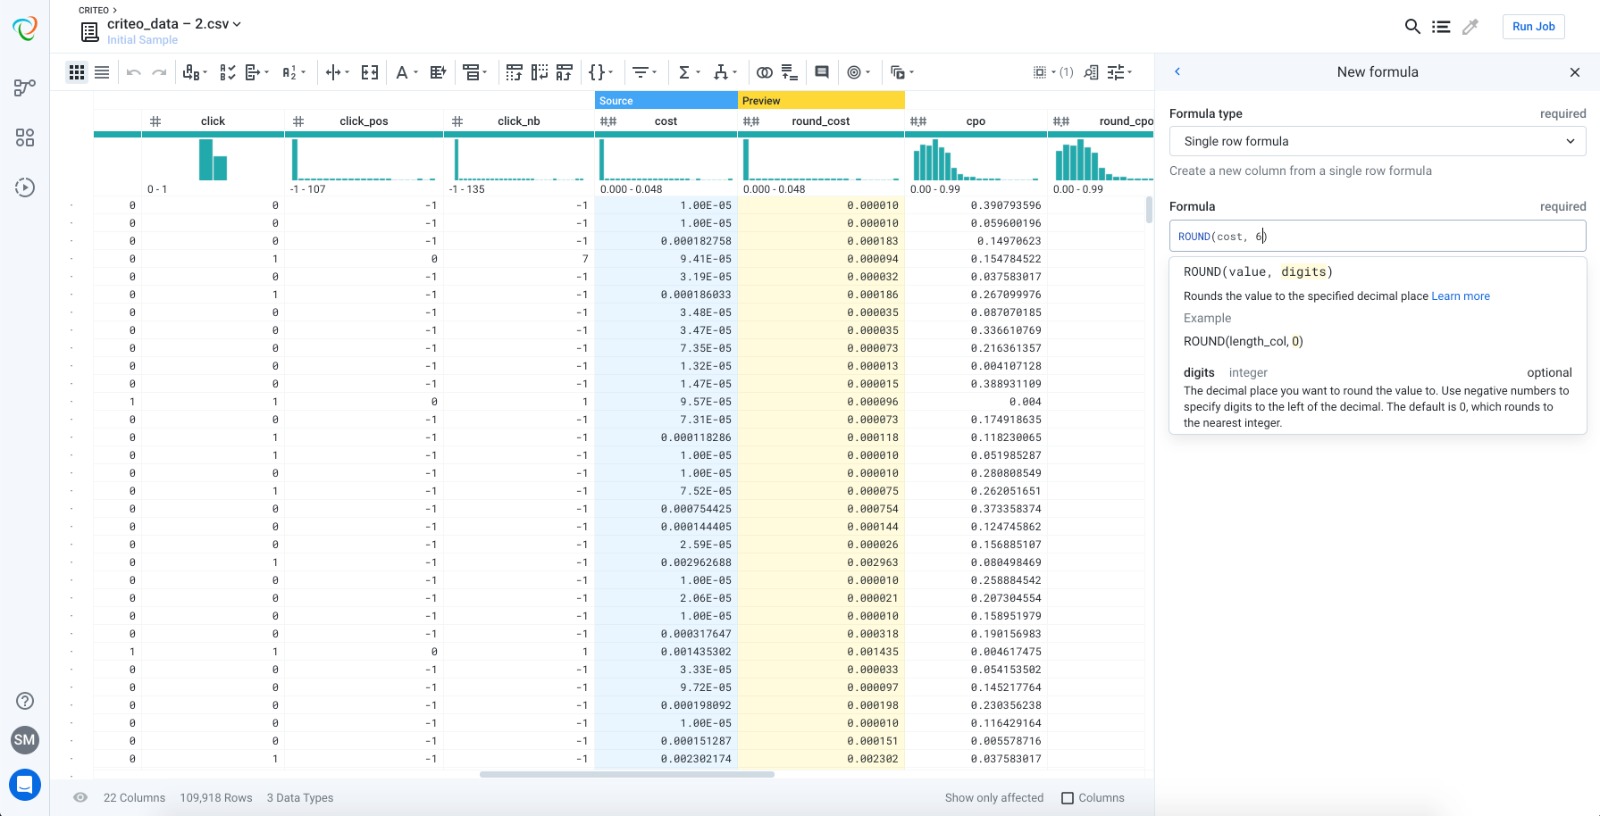 CRITEO >
criteo_data – 2.csv
Initial Sample
Run Job
(1)
Source Preview
# click # click_pos # click_nb #.# cost #.# round_cost #.# cpo #.# round_cpo
0 - 1 -1 - 107 -1 - 135 0.000 - 0.048 0.000 - 0.048 0.00 - 0.99 0.00 - 0.99
0 0 -1 -1 1.00E-05 0.000010 0.390793596
0 0 -1 -1 1.00E-05 0.000010 0.059600196
0 0 -1 -1 0.000182758 0.000183 0.14970623
0 1 0 7 9.41E-05 0.000094 0.154784522
0 0 -1 -1 3.19E-05 0.000032 0.037583017
0 1 -1 -1 0.000186033 0.000186 0.267099976
0 0 -1 -1 3.48E-05 0.000035 0.087070185
0 0 -1 -1 3.47E-05 0.000035 0.336610769
0 0 -1 -1 7.35E-05 0.000073 0.216361357
0 0 -1 -1 1.32E-05 0.000013 0.004107128
0 0 -1 -1 1.47E-05 0.000015 0.388931109
1 1 0 1 9.57E-05 0.000096 0.004
0 0 -1 -1 7.31E-05 0.000073 0.174918635
0 1 -1 -1 0.000118286 0.000118 0.118230065
0 1 -1 -1 1.00E-05 0.000010 0.051985287
0 0 -1 -1 1.00E-05 0.000010 0.280808549
0 1 -1 -1 7.52E-05 0.000075 0.262051651
0 0 -1 -1 0.000754425 0.000754 0.373358374
0 0 -1 -1 0.000144405 0.000144 0.124745862
0 0 -1 -1 2.59E-05 0.000026 0.156885107
0 1 -1 -1 0.002962688 0.002963 0.080498469
0 0 -1 -1 1.00E-05 0.000010 0.258884542
0 0 -1 -1 2.06E-05 0.000021 0.207304554
0 0 -1 -1 1.00E-05 0.000010 0.158951979
0 0 -1 -1 0.000317647 0.000318 0.190156983
1 1 0 1 0.001435302 0.001435 0.004617475
0 0 -1 -1 3.33E-05 0.000033 0.054153502
0 0 -1 -1 9.72E-05 0.000097 0.145217764
0 0 -1 -1 0.000198092 0.000198 0.230356238
0 0 -1 -1 1.00E-05 0.000010 0.116429164
0 0 -1 -1 0.000151287 0.000151 0.005578716
0 1 -1 -1 0.002302174 0.002302 0.037583017
22 Columns 109,918 Rows 3 Data Types Show only affected Columns
SM
New formula
Formula type required
Single row formula
Create a new column from a single row formula
Formula required
ROUND(cost, 6)
ROUND(value, digits)
Rounds the value to the specified decimal place Learn more
Example
ROUND(length_col, 0)
digits integer optional
The decimal place you want to round the value to. Use negative numbers to
specify digits to the left of the decimal. The default is 0, which rounds to
the nearest integer.